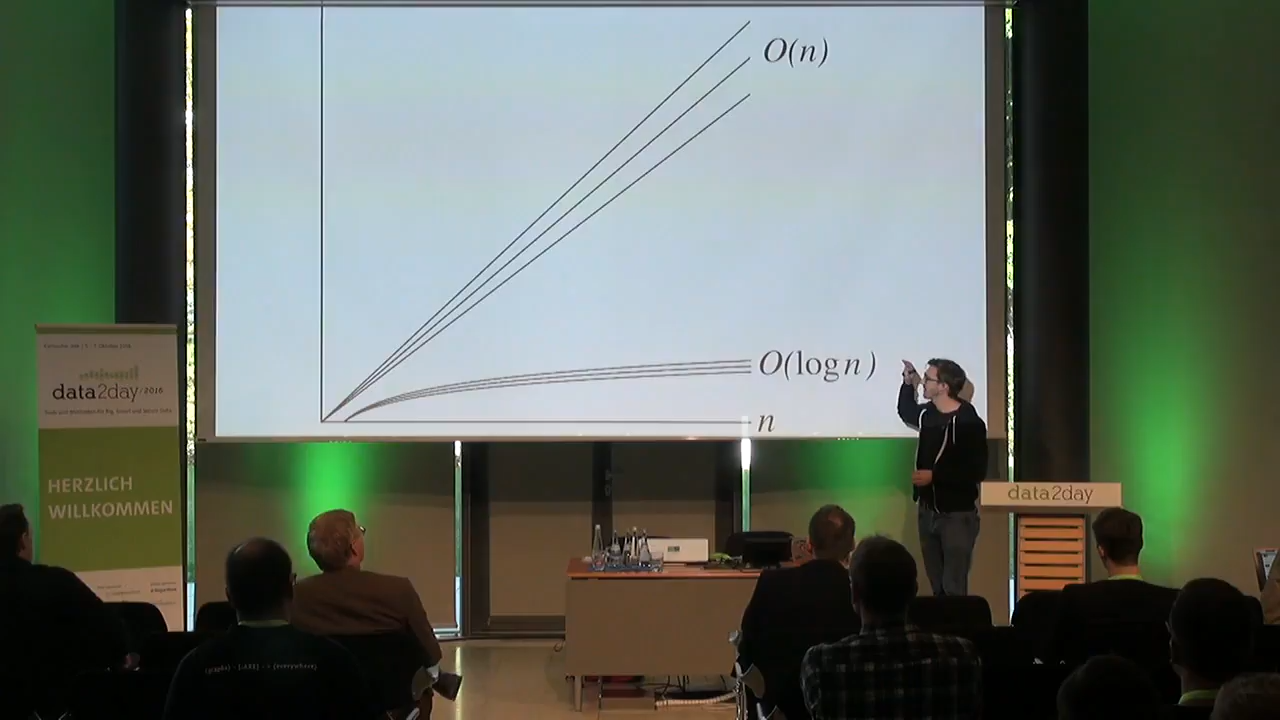 O(n)
O(log n)
n
data2day / 2016
HERZLICH
WILLKOMMEN
data2day